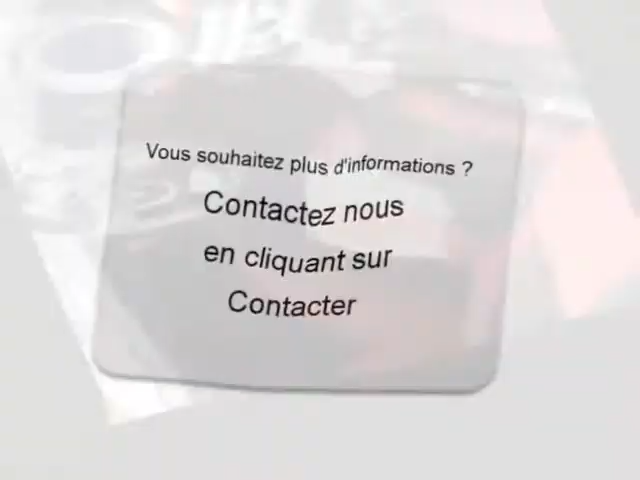 Vous souhaitez plus d'informations ?
Contactez nous
en cliquant sur
Contacter